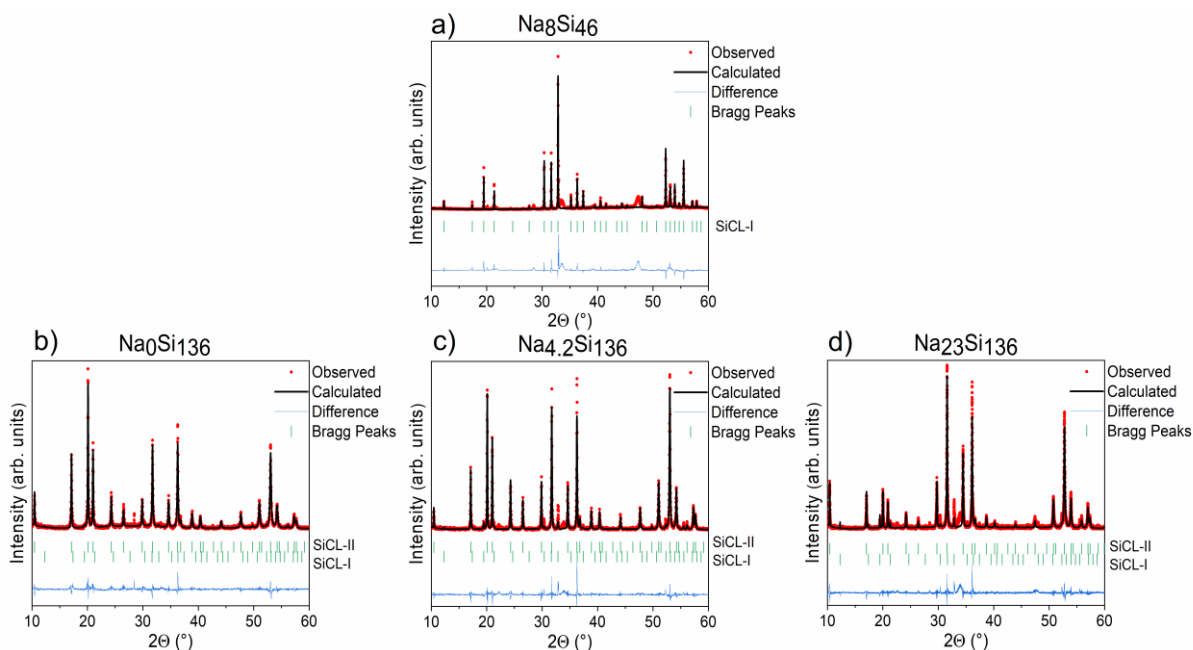 a) Na8Si46
Observed
Calculated
Difference
Bragg Peaks
Intensity (arb. units)
SiCL-I
10 20 30 40 50 60
2Θ (°)
b) Na0Si136
Observed
Calculated
Difference
Bragg Peaks
Intensity (arb. units)
SiCL-II
SiCL-I
10 20 30 40 50 60
2Θ (°)
c) Na4.2Si136
Observed
Calculated
Difference
Bragg Peaks
Intensity (arb. units)
SiCL-II
SiCL-I
10 20 30 40 50 60
2Θ (°)
d) Na23Si136
Observed
Calculated
Difference
Bragg Peaks
Intensity (arb. units)
SiCL-II
SiCL-I
10 20 30 40 50 60
2Θ (°)